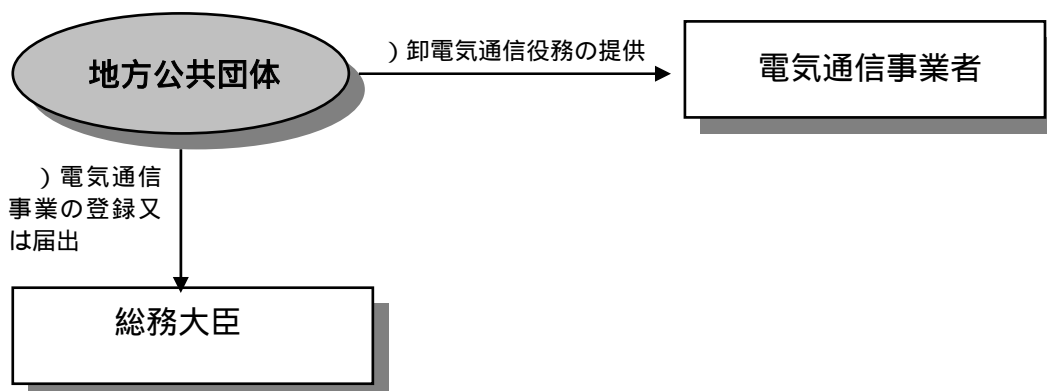 地方公共団体
）卸電気通信役務の提供
電気通信事業者
）電気通信
事業の登録又
は届出
総務大臣